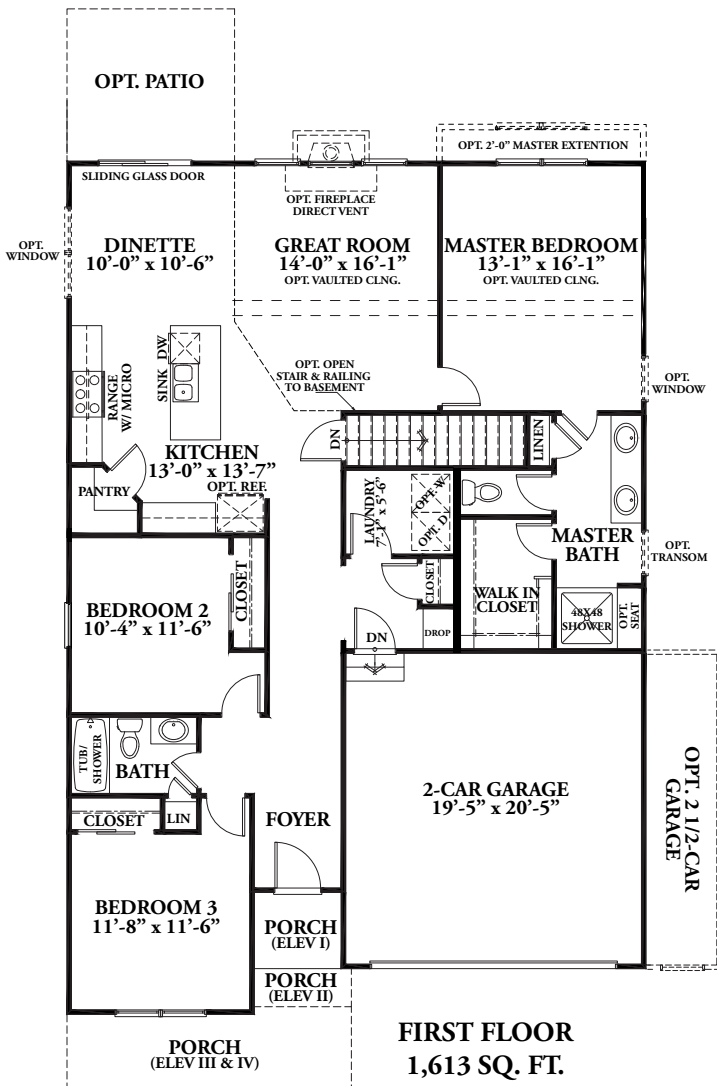 OPT. PATIO
OPT. 2'-0" MASTER EXTENTION
SLIDING GLASS DOOR
OPT. FIREPLACE
DIRECT VENT
OPT.
WINDOW
DINETTE
10'-0" x 10'-6"
GREAT ROOM
14'-0" x 16'-1"
OPT. VAULTED CLNG.
MASTER BEDROOM
13'-1" x 16'-1"
OPT. VAULTED CLNG.
OPT. OPEN
STAIR & RAILING
TO BASEMENT
OPT.
WINDOW
RANGE
W/ MICRO
SINK DW
DN
LINEN
KITCHEN
13'-0" x 13'-7"
OPT. REF.
PANTRY
LAUNDRY
7'-1" x 5'-6"
OPT. W.
OPT. D.
MASTER
BATH
OPT.
TRANSOM
BEDROOM 2
10'-4" x 11'-6"
CLOSET
CLOSET
WALK IN
CLOSET
48X48
SHOWER
OPT.
SEAT
DN
DROP
TUB/
SHOWER
BATH
2-CAR GARAGE
19'-5" x 20'-5"
OPT. 2 1/2-CAR
GARAGE
CLOSET
LIN
FOYER
BEDROOM 3
11'-8" x 11'-6"
PORCH
(ELEV I)
PORCH
(ELEV II)
PORCH
(ELEV III & IV)
FIRST FLOOR
1,613 SQ. FT.